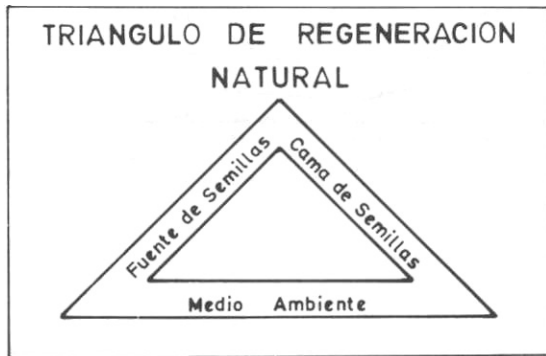 TRIANGULO DE REGENERACION
NATURAL
Fuente de Semillas
Cama de Semillas
Medio Ambiente